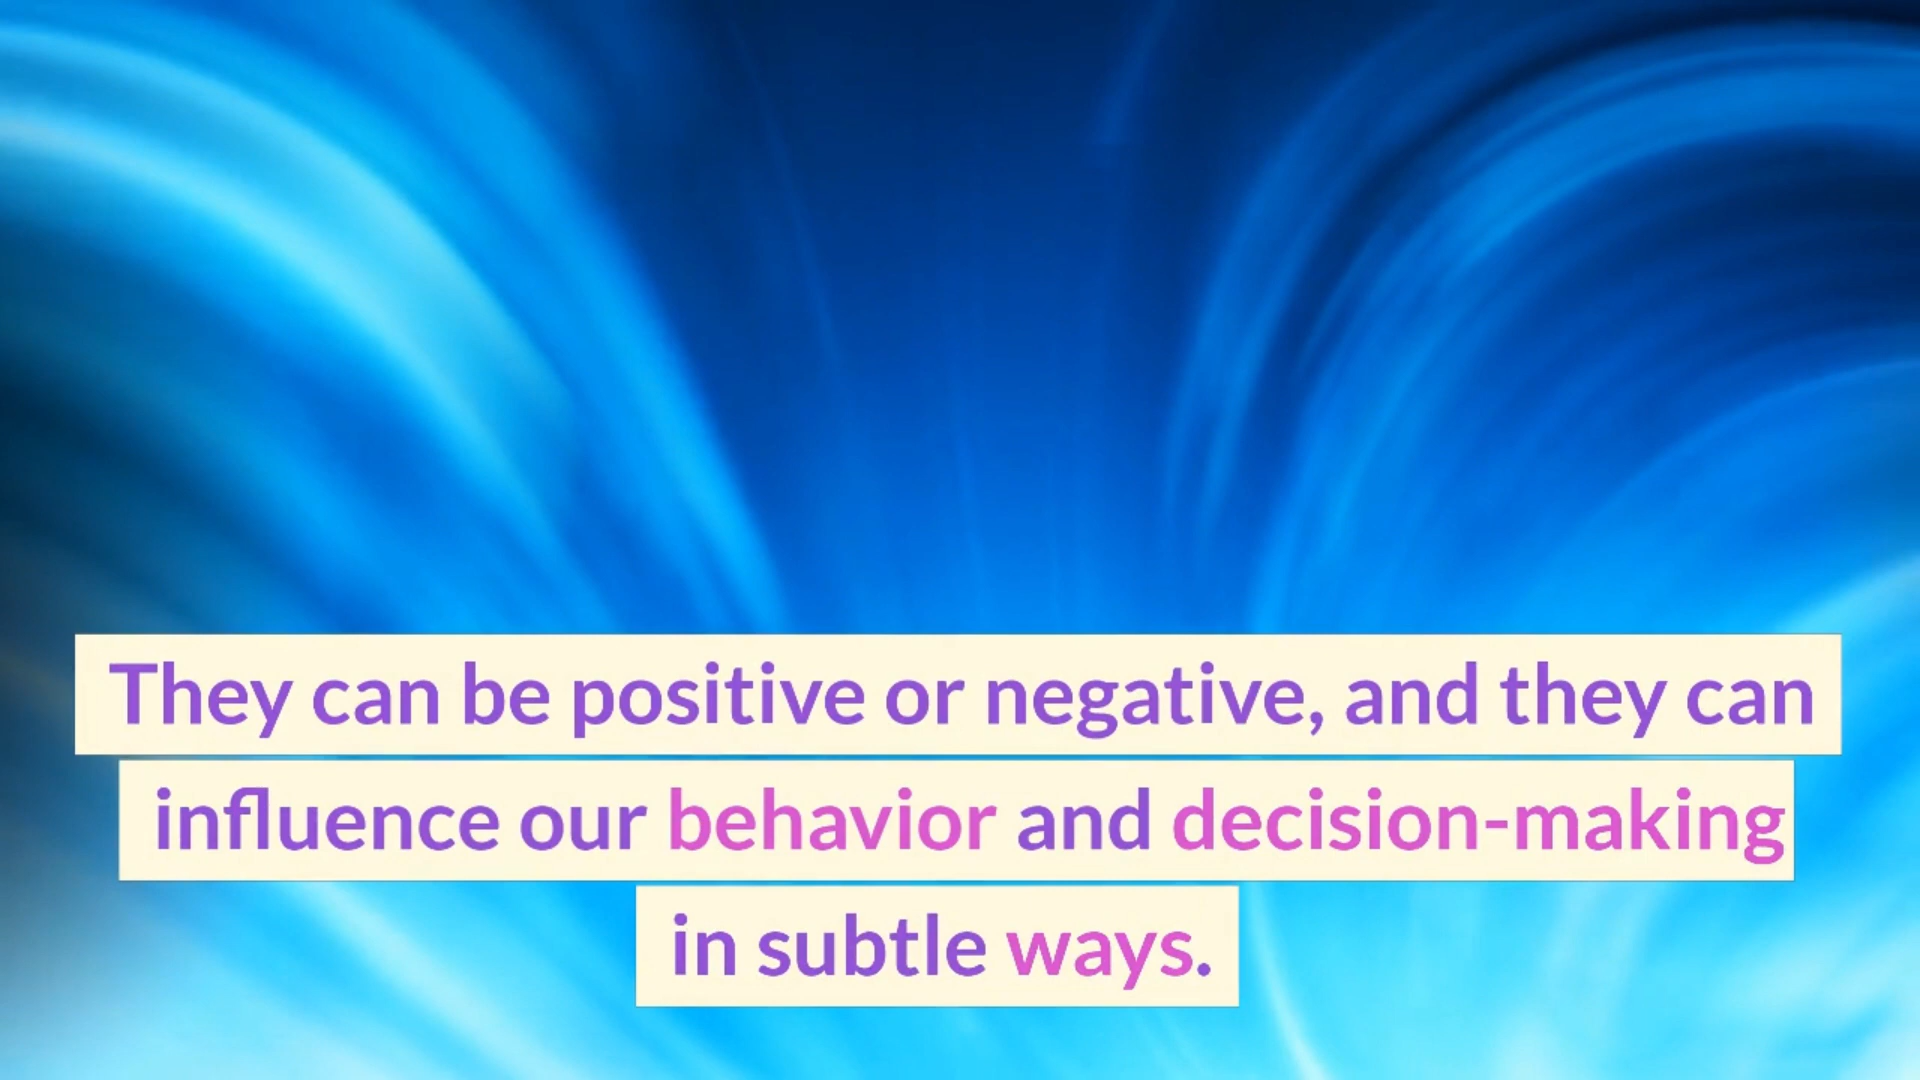 They can be positive or negative, and they can
influence our behavior and decision-making
in subtle ways.